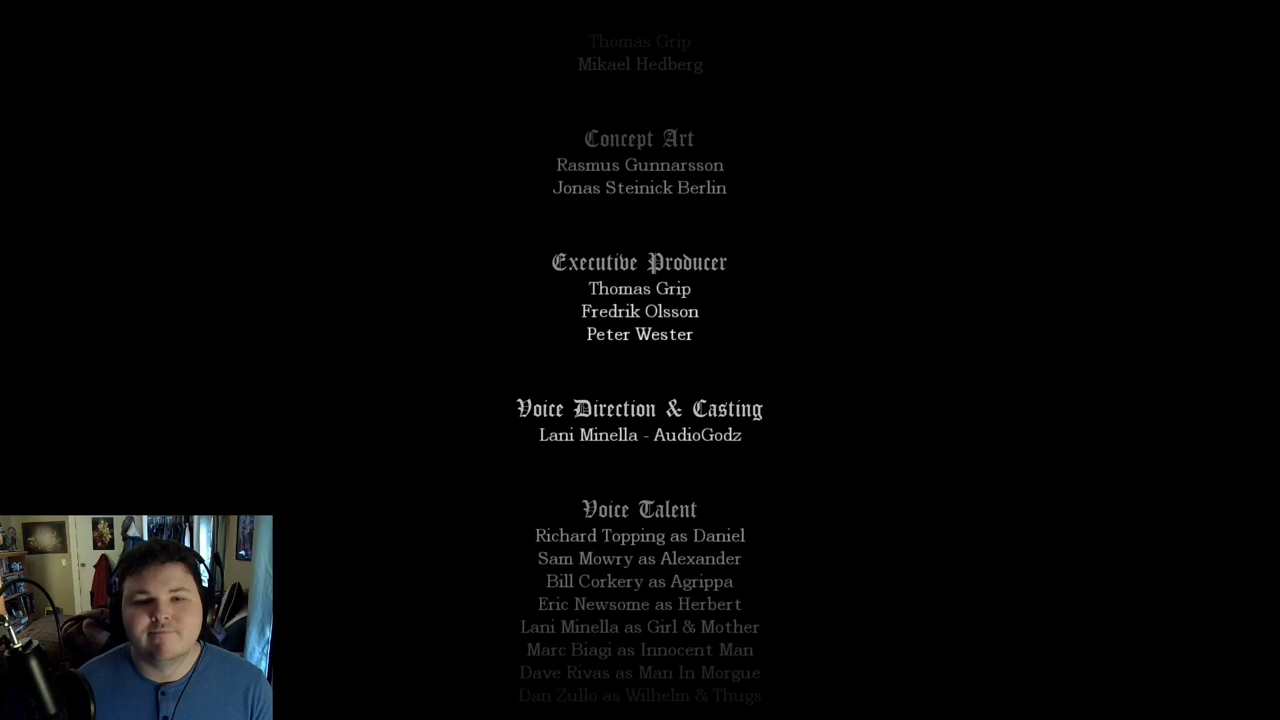 Thomas Grip
Mikael Hedberg
Concept Art
Rasmus Gunnarsson
Jonas Steinick Berlin
Executive Producer
Thomas Grip
Fredrik Olsson
Peter Wester
Voice Direction & Casting
Lani Minella - AudioGodz
Voice Talent
Richard Topping as Daniel
Sam Mowry as Alexander
Bill Corkery as Agrippa
Eric Newsome as Herbert
Lani Minella as Girl & Mother
Marc Biagi as Innocent Man
Dave Rivas as Man In Morgue
Dan Zullo as Wilhelm & Thugs